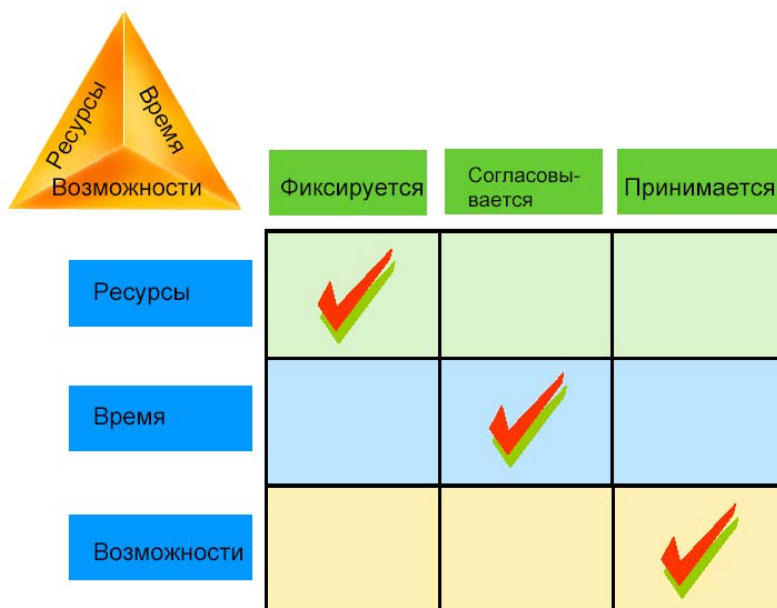 Ресурсы
Время
Возможности
Фиксируется
Согласовы-
вается
Принимается
Ресурсы
Время
Возможности